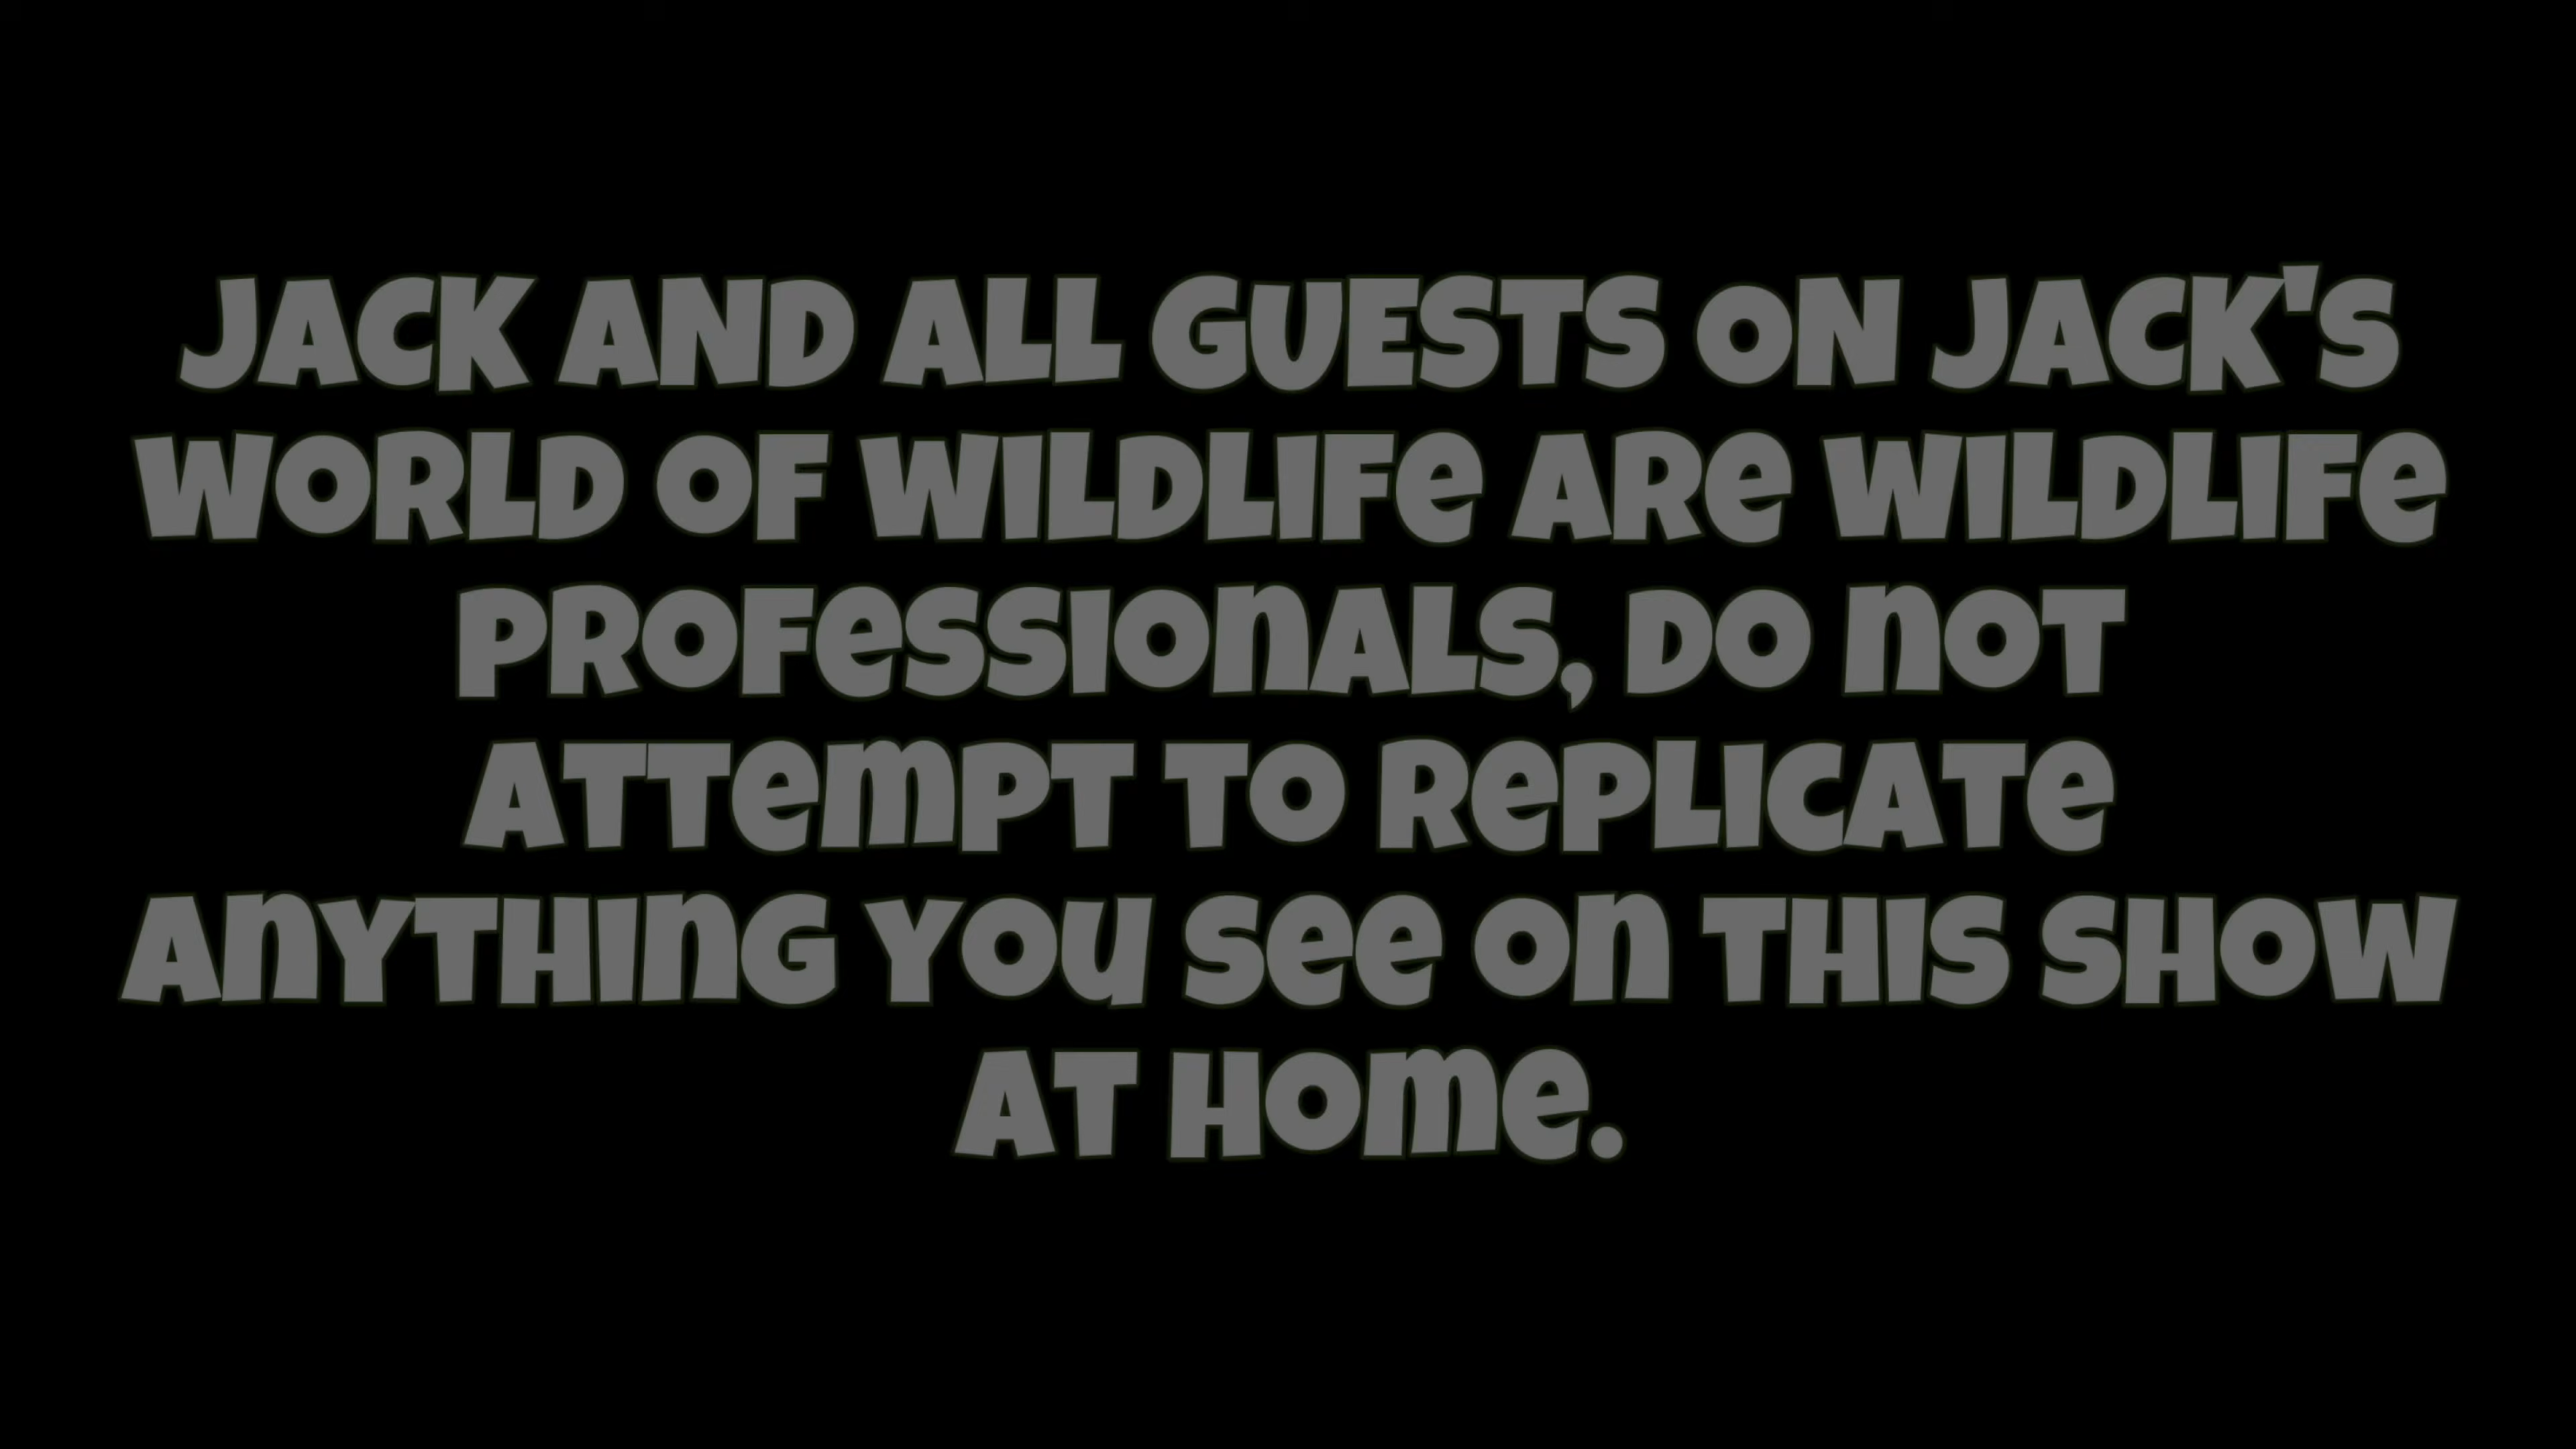 JACK AND ALL GUESTS ON JACK'S
WORLD OF WILDLIFe ARe WILDLIFe
PROFeSSIOnALS, DO nOT
ATTemPT TO RePLICATe
AnYTHInG YOu See On THIS SHOW
AT HOme.